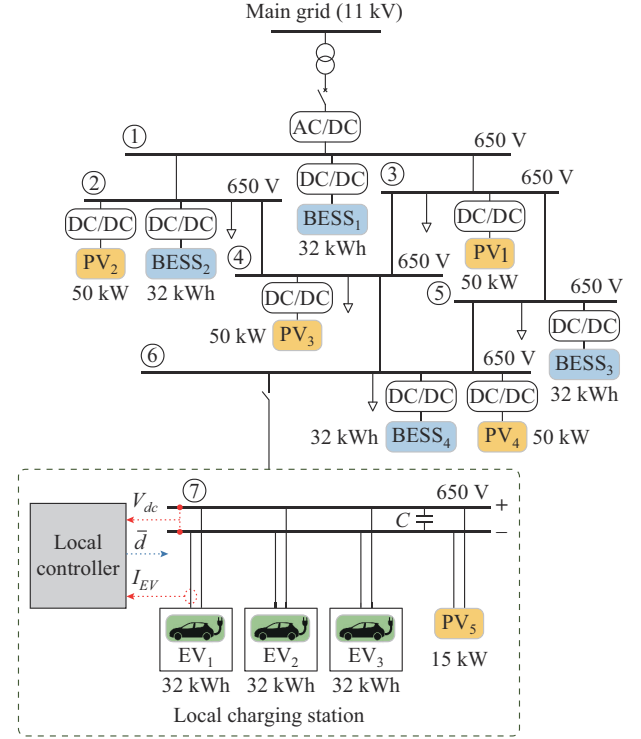 Main grid (11 kV)
AC/DC
① 650 V
DC/DC
② 650 V
③ 650 V
DC/DC DC/DC DC/DC
BESS₁
32 kWh
PV₂ BESS₂
50 kW 32 kWh
PV1
50 kW
④ 650 V
⑤ 650 V
DC/DC
50 kW PV₃
DC/DC
BESS₃
32 kWh
⑥ 650 V
DC/DC DC/DC
32 kWh BESS₄ PV₄ 50 kW
⑦ 650 V
V_dc + C −
Local
controller
d̄
I_EV
EV₁ EV₂ EV₃ PV₅
32 kWh 32 kWh 32 kWh 15 kW
Local charging station